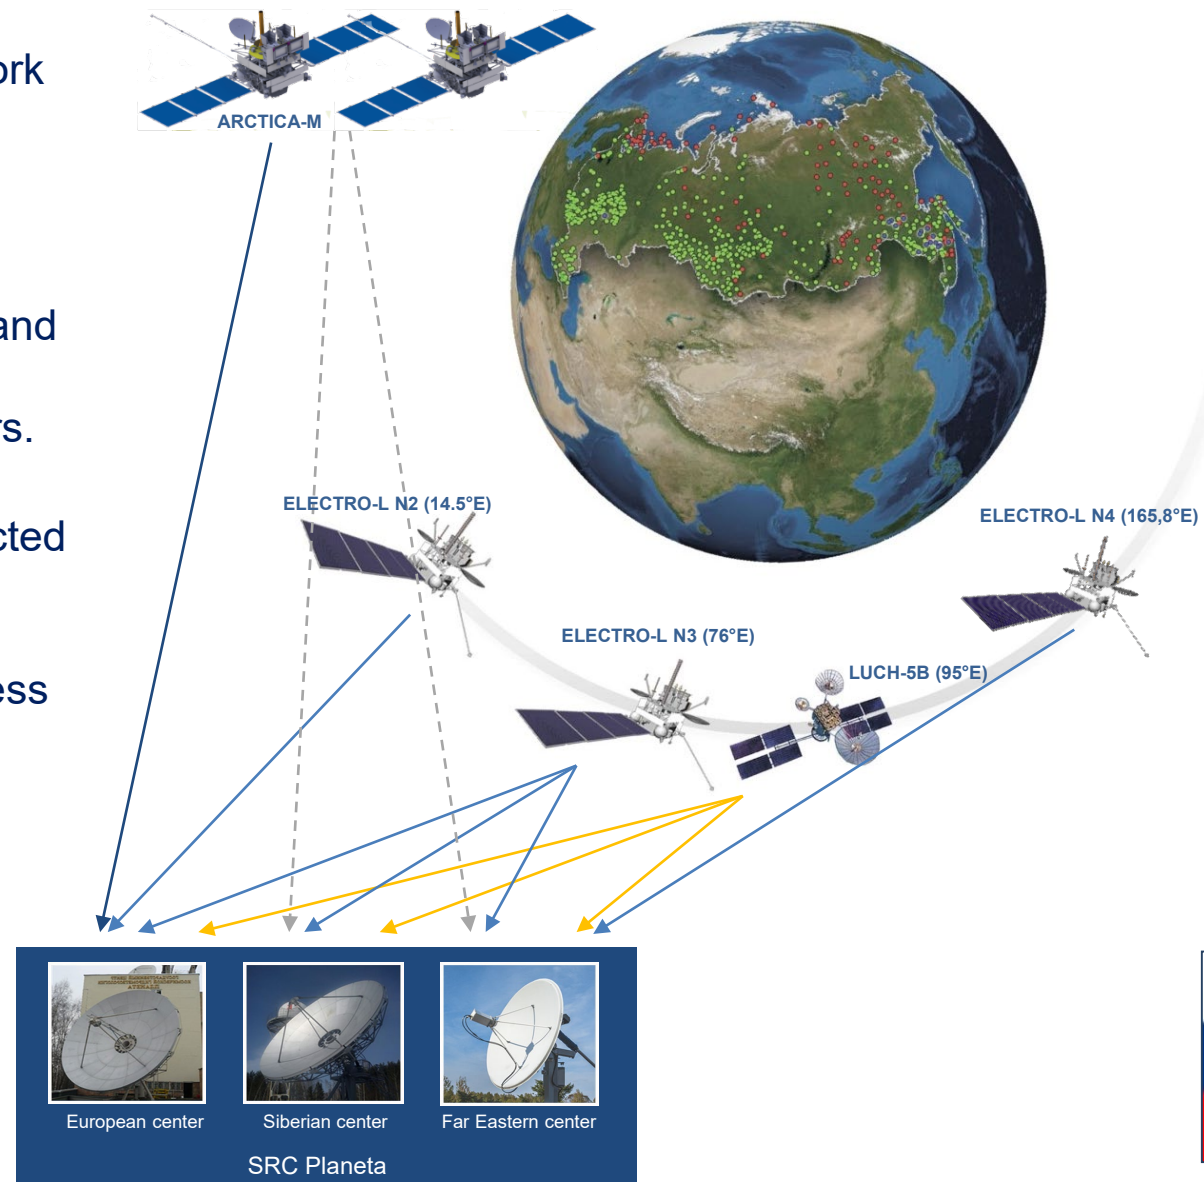 ork
ARCTICA-M
and
rs.
ELECTRO-L N2 (14.5°E)
ELECTRO-L N4 (165,8°E)
cted
ELECTRO-L N3 (76°E)
LUCH-5B (95°E)
ess
European center
Siberian center
Far Eastern center
SRC Planeta